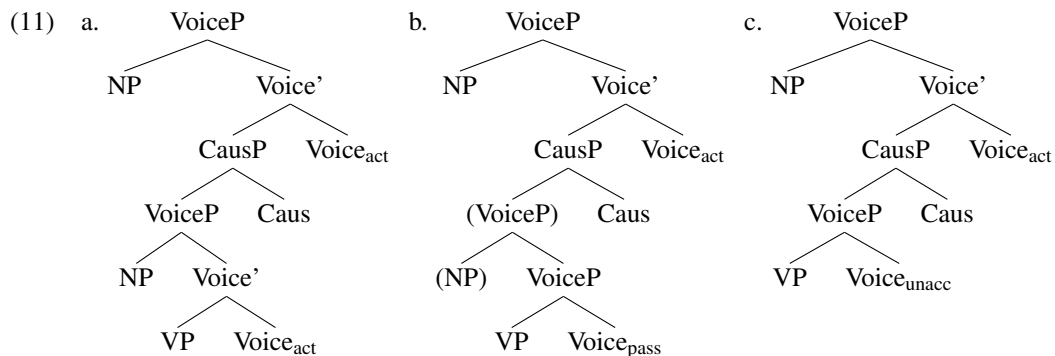 (11) a. VoiceP b. VoiceP c. VoiceP
NP Voice’ NP Voice’ NP Voice’
CausP Voiceact CausP Voiceact CausP Voiceact
VoiceP Caus (VoiceP) Caus VoiceP Caus
NP Voice’ (NP) VoiceP VP Voiceunacc
VP Voiceact VP Voicepass